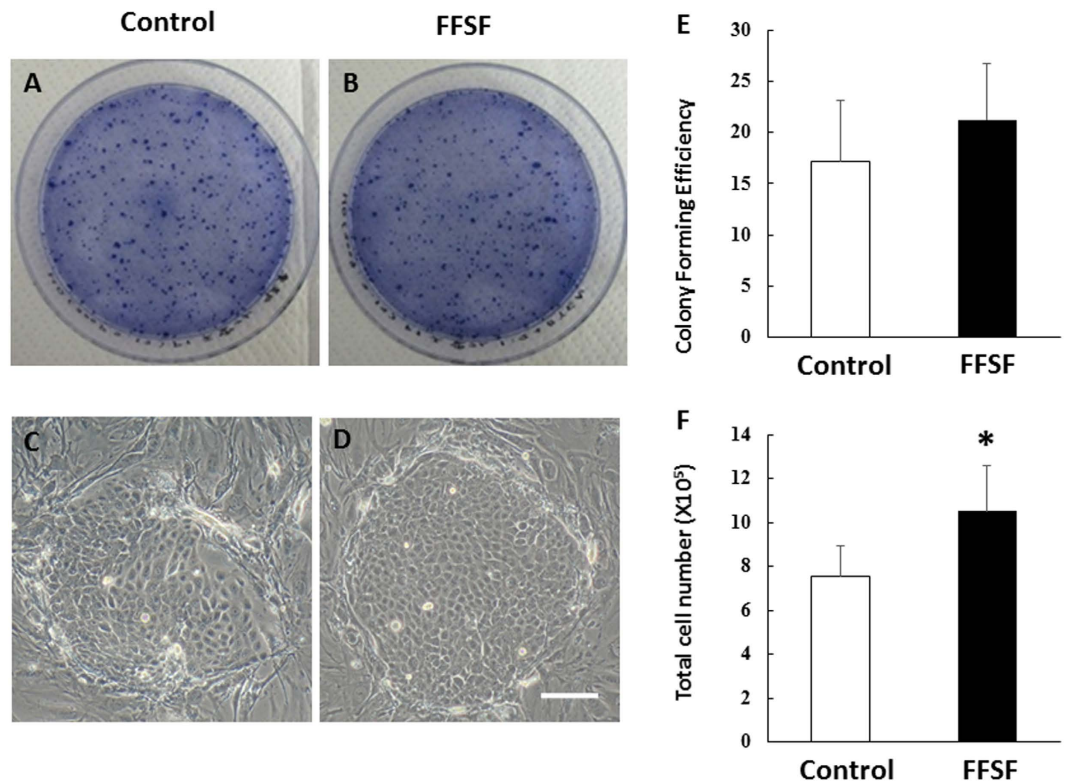 Control
FFSF
A
B
C
D
E
Colony Forming Efficiency
30
25
20
15
10
5
0
Control
FFSF
F
Total cell number (X10⁵)
14
12
10
8
6
4
2
0
*
Control
FFSF